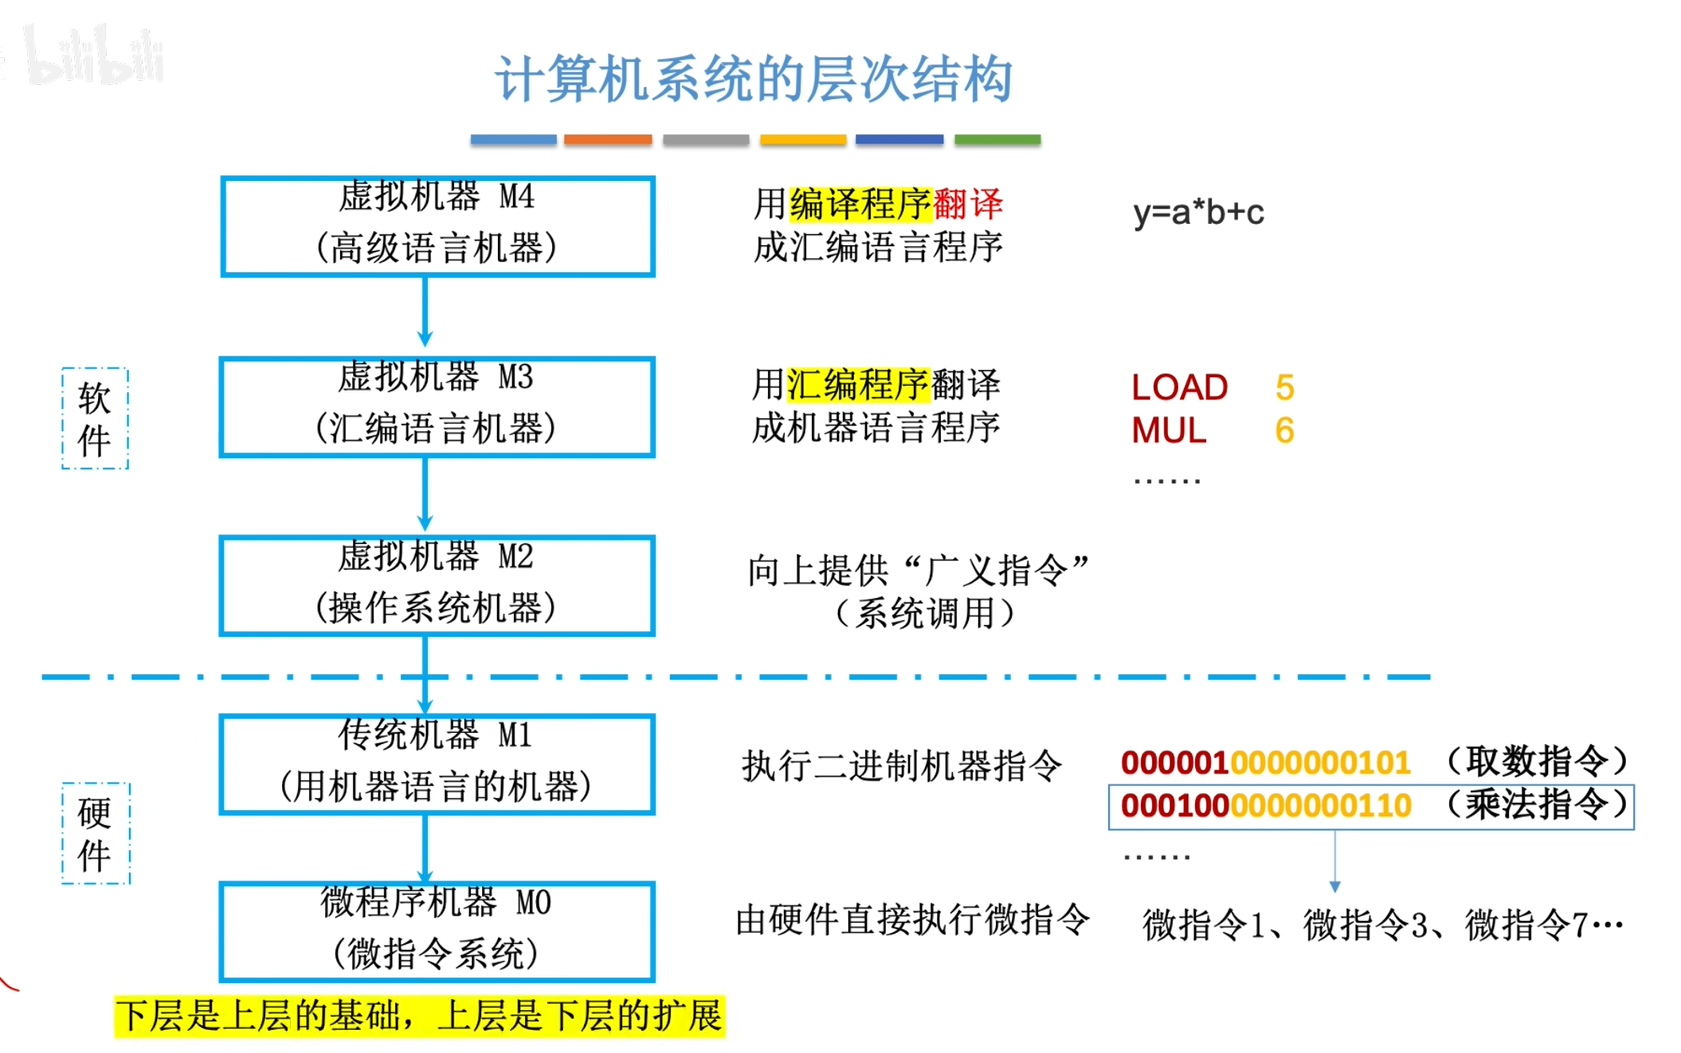 bilibili
计算机系统的层次结构
虚拟机器 M4
(高级语言机器)
用编译程序翻译
成汇编语言程序
y=a*b+c
软
件
虚拟机器 M3
(汇编语言机器)
用汇编程序翻译
成机器语言程序
LOAD 5
MUL 6
……
虚拟机器 M2
(操作系统机器)
向上提供“广义指令”
（系统调用）
硬
件
传统机器 M1
(用机器语言的机器)
执行二进制机器指令
0000010000000101 （取数指令）
0001000000000110 （乘法指令）
……
微程序机器 M0
(微指令系统)
由硬件直接执行微指令
微指令1、微指令3、微指令7…
下层是上层的基础，上层是下层的扩展